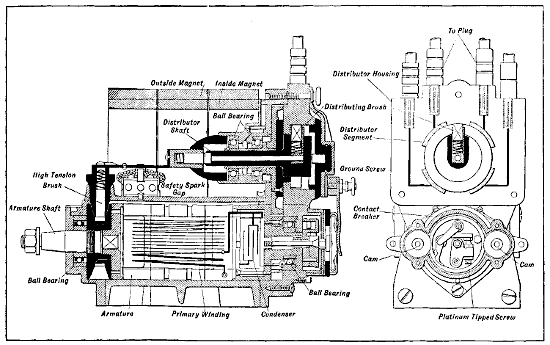 To Plug
Outside Magnet
Inside Magnet
Distributor Housing
Ball Bearing
Distributing Brush
Distributor
Shaft
Distributor
Segment
High Tension
Brush
Ground Screw
Safety Spark
Gap
Armature Shaft
Contact
Breaker
Cam
Cam
Ball Bearing
Ball Bearing
Armature
Primary Winding
Condenser
Platinum Tipped Screw